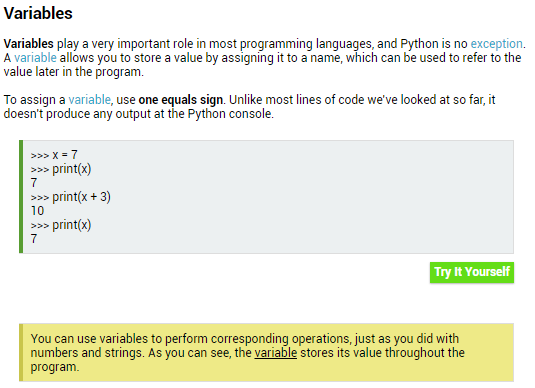 Variables
Variables play a very important role in most programming languages, and Python is no exception.
A variable allows you to store a value by assigning it to a name, which can be used to refer to the
value later in the program.
To assign a variable, use one equals sign. Unlike most lines of code we've looked at so far, it
doesn't produce any output at the Python console.
>>> x = 7
>>> print(x)
7
>>> print(x + 3)
10
>>> print(x)
7
Try It Yourself
You can use variables to perform corresponding operations, just as you did with
numbers and strings. As you can see, the variable stores its value throughout the
program.